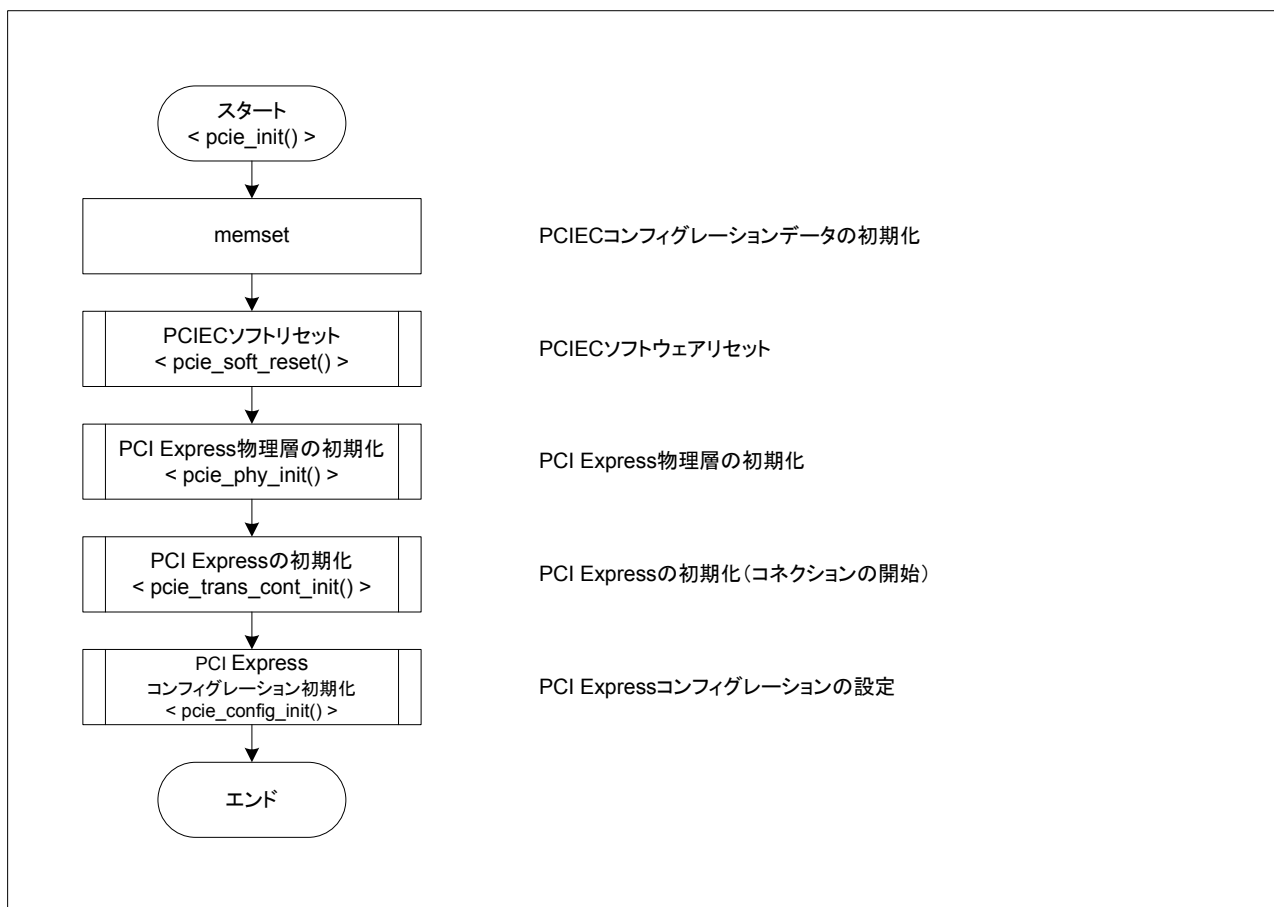 スタート
< pcie_init() >
memset
PCIECコンフィグレーションデータの初期化
PCIECソフトリセット
< pcie_soft_reset() >
PCIECソフトウェアリセット
PCI Express物理層の初期化
< pcie_phy_init() >
PCI Express物理層の初期化
PCI Expressの初期化
< pcie_trans_cont_init() >
PCI Expressの初期化（コネクションの開始）
PCI Express
コンフィグレーション初期化
< pcie_config_init() >
PCI Expressコンフィグレーションの設定
エンド